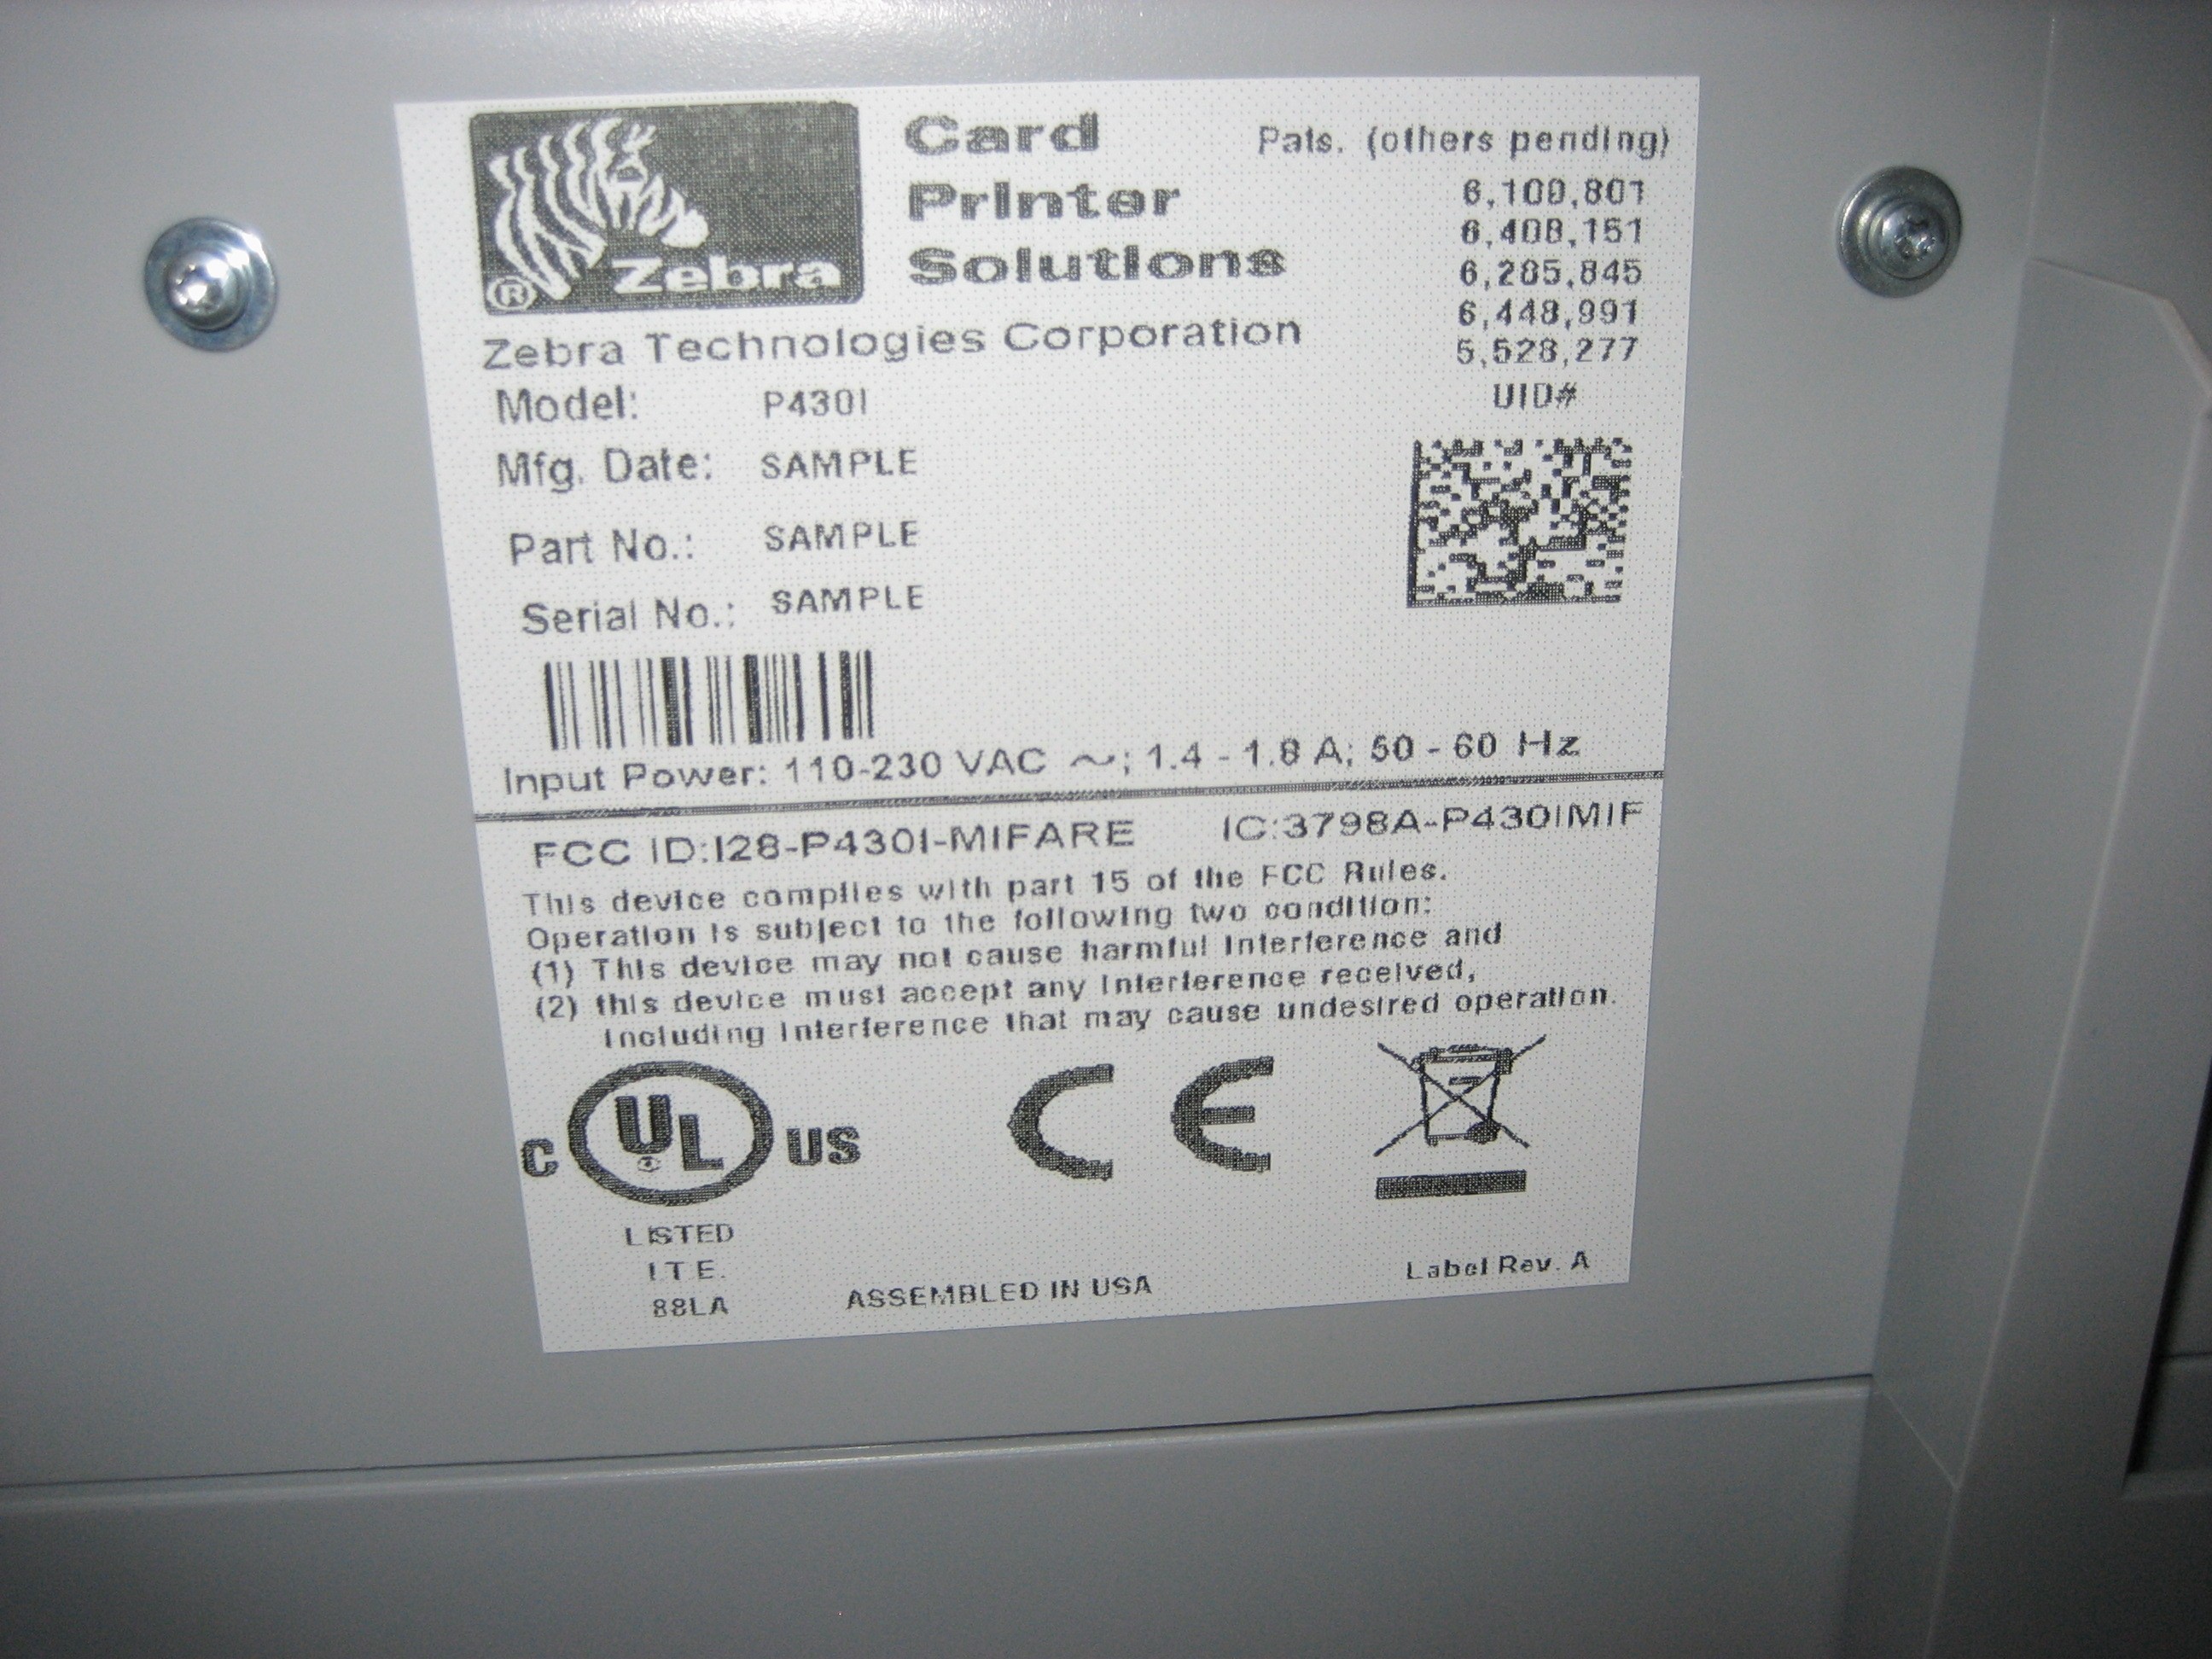 Zebra
®
Card
Printer
Solutions
Pats. (others pending)
6,109,801
6,408,151
6,285,845
6,448,991
5,528,277
UID#
Zebra Technologies Corporation
Model: P430I
Mfg. Date: SAMPLE
Part No.: SAMPLE
Serial No.: SAMPLE
Input Power: 110-230 VAC ~; 1.4 - 1.8 A; 50 - 60 Hz
FCC ID:I28-P430I-MIFARE IC:3798A-P430IMIF
This device complies with part 15 of the FCC Rules.
Operation is subject to the following two condition:
(1) This device may not cause harmful interference and
(2) this device must accept any interference received,
including interference that may cause undesired operation.
C UL US
CE
LISTED
I.T.E.
88LA
ASSEMBLED IN USA
Label Rev. A